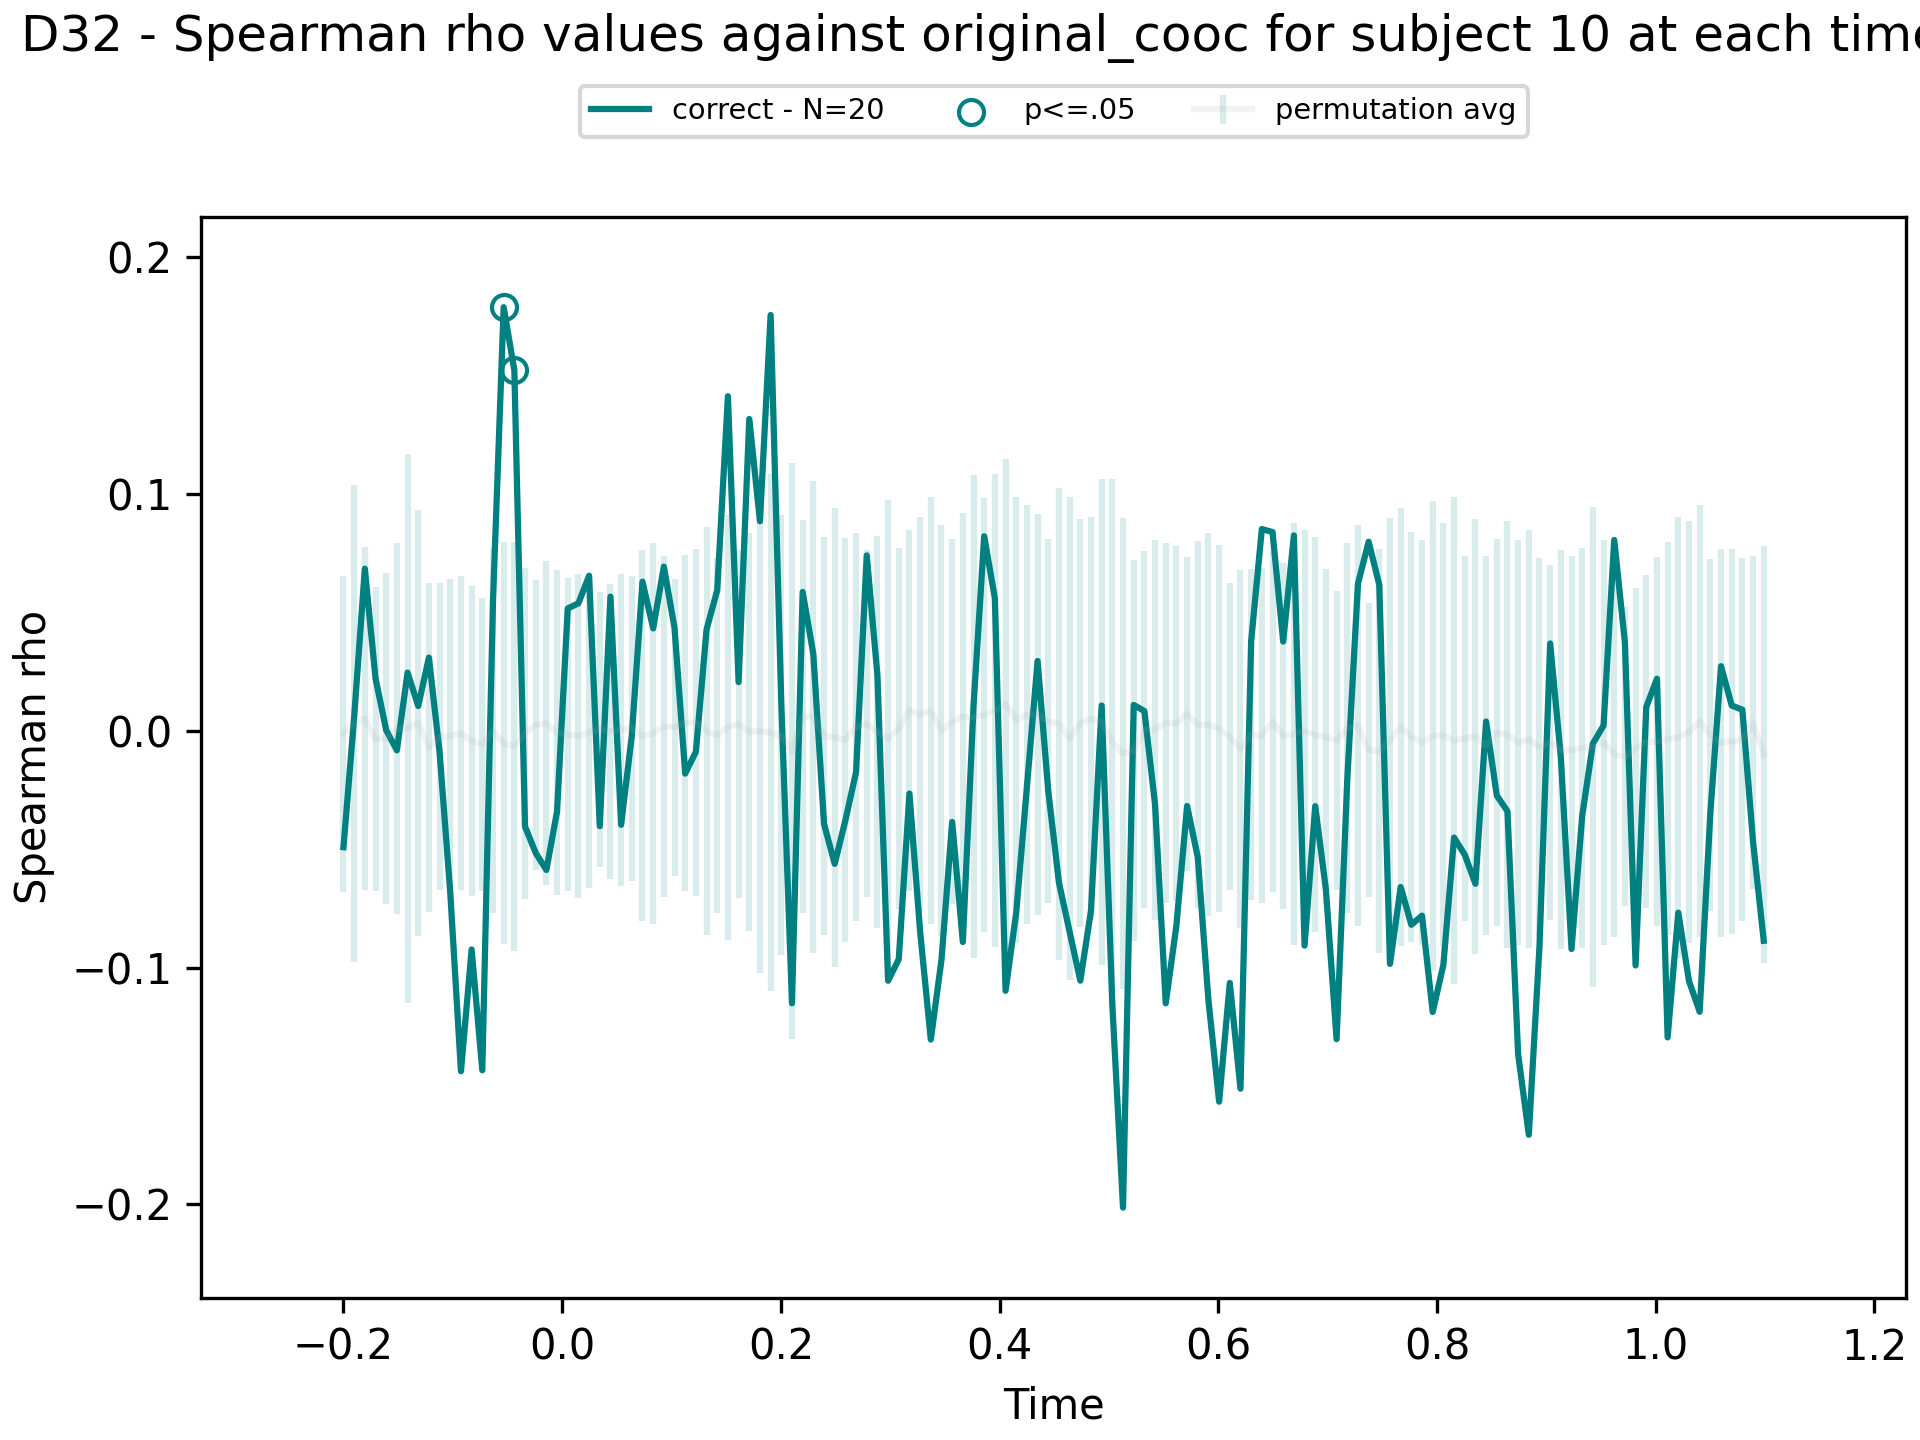 D32 - Spearman rho values against original_cooc for subject 10 at each time
correct - N=20 p<=.05 permutation avg
0.2
0.1
0.0
−0.1
−0.2
Spearman rho
−0.2 0.0 0.2 0.4 0.6 0.8 1.0 1.2
Time